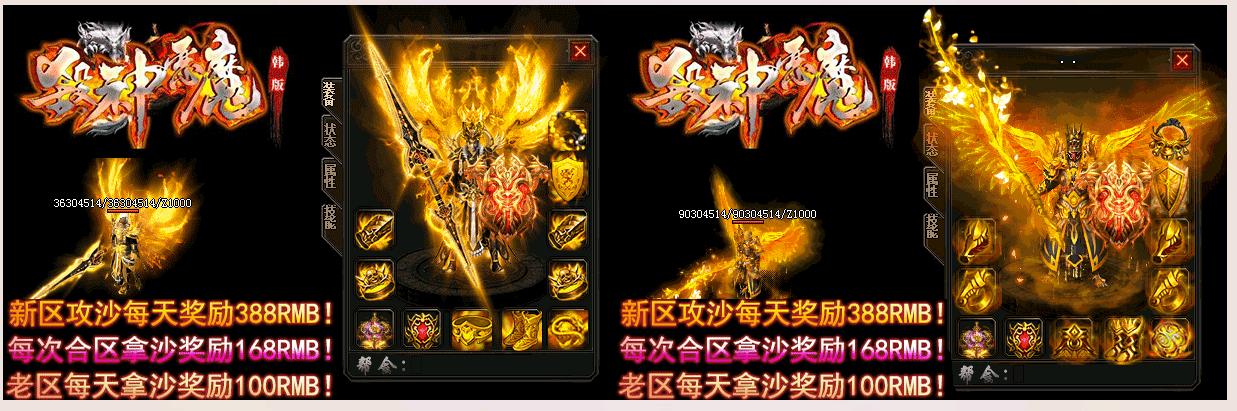 毁神恶魔
韩版
36304514/36304514/Z1000
新区攻沙每天奖励388RMB!
每次合区拿沙奖励168RMB!
老区每天拿沙奖励100RMB!
装备
状态
属性
技能
帮会:
毁神恶魔
韩版
90304514/90304514/Z1000
新区攻沙每天奖励388RMB!
每次合区拿沙奖励168RMB!
老区每天拿沙奖励100RMB!
装备
状态
属性
技能
帮会: